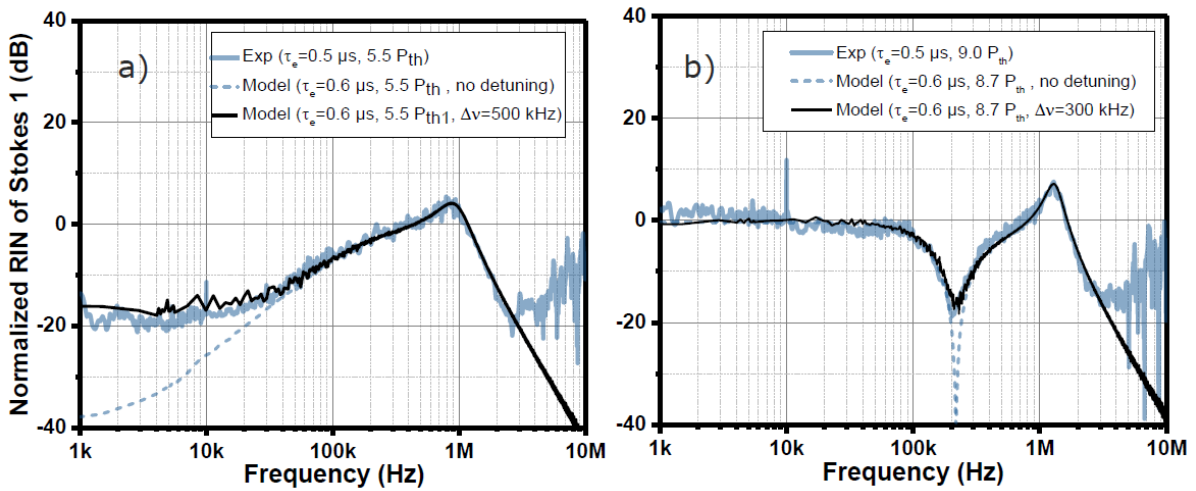 Normalized RIN of Stokes 1 (dB)
a)
Exp (τe=0.5 μs, 5.5 Pth)
Model (τe=0.6 μs, 5.5 Pth , no detuning)
Model (τe=0.6 μs, 5.5 Pth1, Δν=500 kHz)
40
20
0
-20
-40
1k
10k
100k
1M
10M
Frequency (Hz)
b)
Exp (τe=0.5 μs, 9.0 Pth)
Model (τe=0.6 μs, 8.7 Pth, no detuning)
Model (τe=0.6 μs, 8.7 Pth, Δν=300 kHz)
40
20
0
-20
-40
1k
10k
100k
1M
10M
Frequency (Hz)